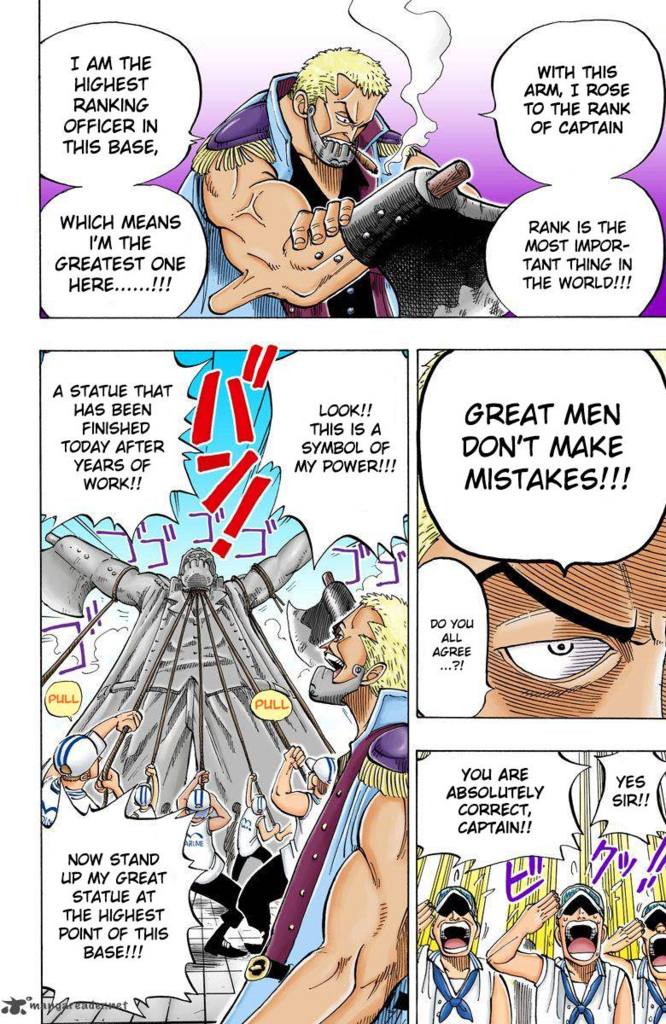 WITH THIS
ARM, I ROSE
TO THE RANK
OF CAPTAIN
RANK IS THE
MOST IMPOR-
TANT THING IN
THE WORLD!!!
I AM THE
HIGHEST
RANKING
OFFICER IN
THIS BASE,
WHICH MEANS
I'M THE
GREATEST ONE
HERE......!!!
GREAT MEN
DON'T MAKE
MISTAKES!!!
DO YOU
ALL
AGREE
...?!
YES
SIR!!
YOU ARE
ABSOLUTELY
CORRECT,
CAPTAIN!!
ビクッ
LOOK!!
THIS IS A
SYMBOL OF
MY POWER!!!
バン!!
A STATUE THAT
HAS BEEN
FINISHED
TODAY AFTER
YEARS OF
WORK!!
ゴゴゴゴゴゴ
PULL
PULL
NOW STAND
UP MY GREAT
STATUE AT
THE HIGHEST
POINT OF THIS
BASE!!!
mangareader.net